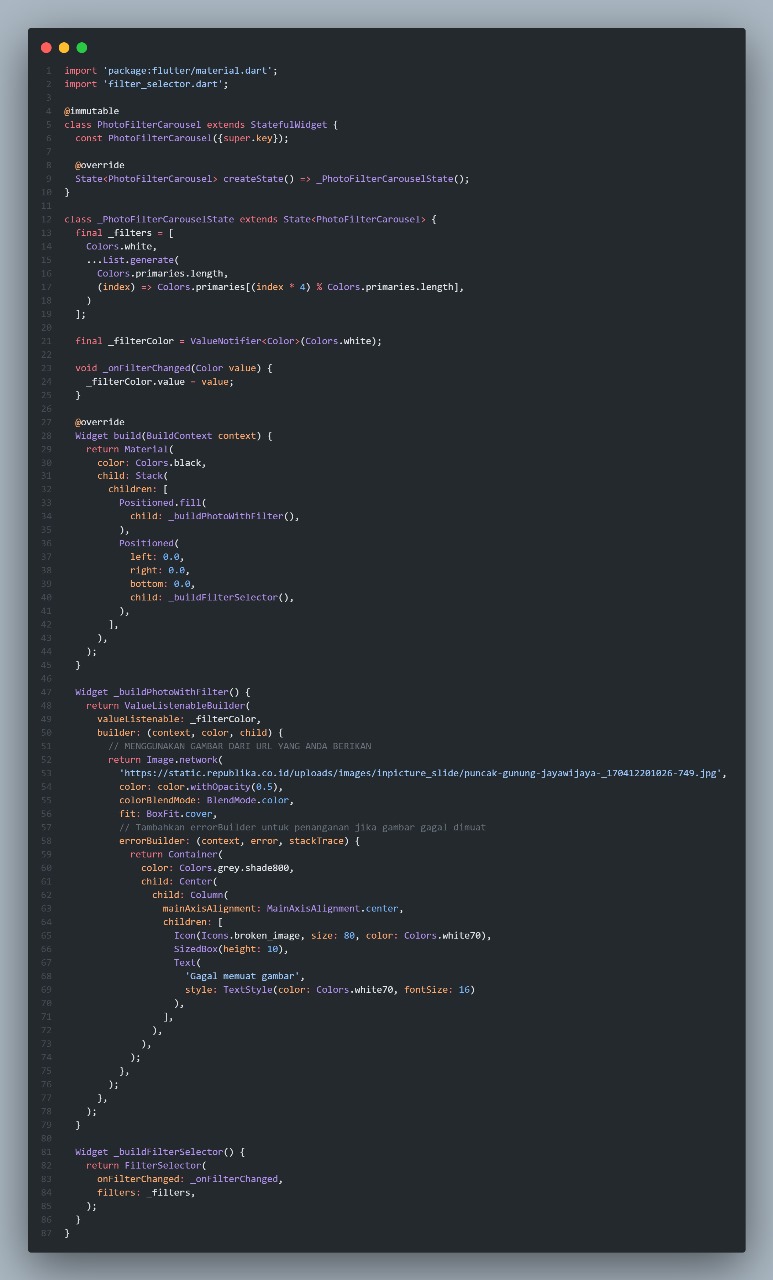 1 import 'package:flutter/material.dart';
2 import 'filter_selector.dart';
3
4 @immutable
5 class PhotoFilterCarousel extends StatefulWidget {
6   const PhotoFilterCarousel({super.key});
7
8   @override
9   State<PhotoFilterCarousel> createState() => _PhotoFilterCarouselState();
10 }
11
12 class _PhotoFilterCarouselState extends State<PhotoFilterCarousel> {
13   final _filters = [
14     Colors.white,
15     ...List.generate(
16       Colors.primaries.length,
17       (index) => Colors.primaries[(index * 4) % Colors.primaries.length],
18     )
19   ];
20
21   final _filterColor = ValueNotifier<Color>(Colors.white);
22
23   void _onFilterChanged(Color value) {
24     _filterColor.value = value;
25   }
26
27   @override
28   Widget build(BuildContext context) {
29     return Material(
30       color: Colors.black,
31       child: Stack(
32         children: [
33           Positioned.fill(
34             child: _buildPhotoWithFilter(),
35           ),
36           Positioned(
37             left: 0.0,
38             right: 0.0,
39             bottom: 0.0,
40             child: _buildFilterSelector(),
41           ),
42         ],
43       ),
44     );
45   }
46
47   Widget _buildPhotoWithFilter() {
48     return ValueListenableBuilder(
49       valueListenable: _filterColor,
50       builder: (context, color, child) {
51         // MENGGUNAKAN GAMBAR DARI URL YANG ANDA BERIKAN
52         return Image.network(
53           'https://static.republika.co.id/uploads/images/inpicture_slide/puncak-gunung-jayawijaya-_170412201026-749.jpg',
54           color: color.withOpacity(0.5),
55           colorBlendMode: BlendMode.color,
56           fit: BoxFit.cover,
57           // Tambahkan errorBuilder untuk penanganan jika gambar gagal dimuat
58           errorBuilder: (context, error, stackTrace) {
59             return Container(
60               color: Colors.grey.shade800,
61               child: Center(
62                 child: Column(
63                   mainAxisAlignment: MainAxisAlignment.center,
64                   children: [
65                     Icon(Icons.broken_image, size: 80, color: Colors.white70),
66                     SizedBox(height: 10),
67                     Text(
68                       'Gagal memuat gambar',
69                       style: TextStyle(color: Colors.white70, fontSize: 16)
70                     ),
71                   ],
72                 ),
73               ),
74             );
75           },
76         );
77       },
78     );
79   }
80
81   Widget _buildFilterSelector() {
82     return FilterSelector(
83       onFilterChanged: _onFilterChanged,
84       filters: _filters,
85     );
86   }
87 }